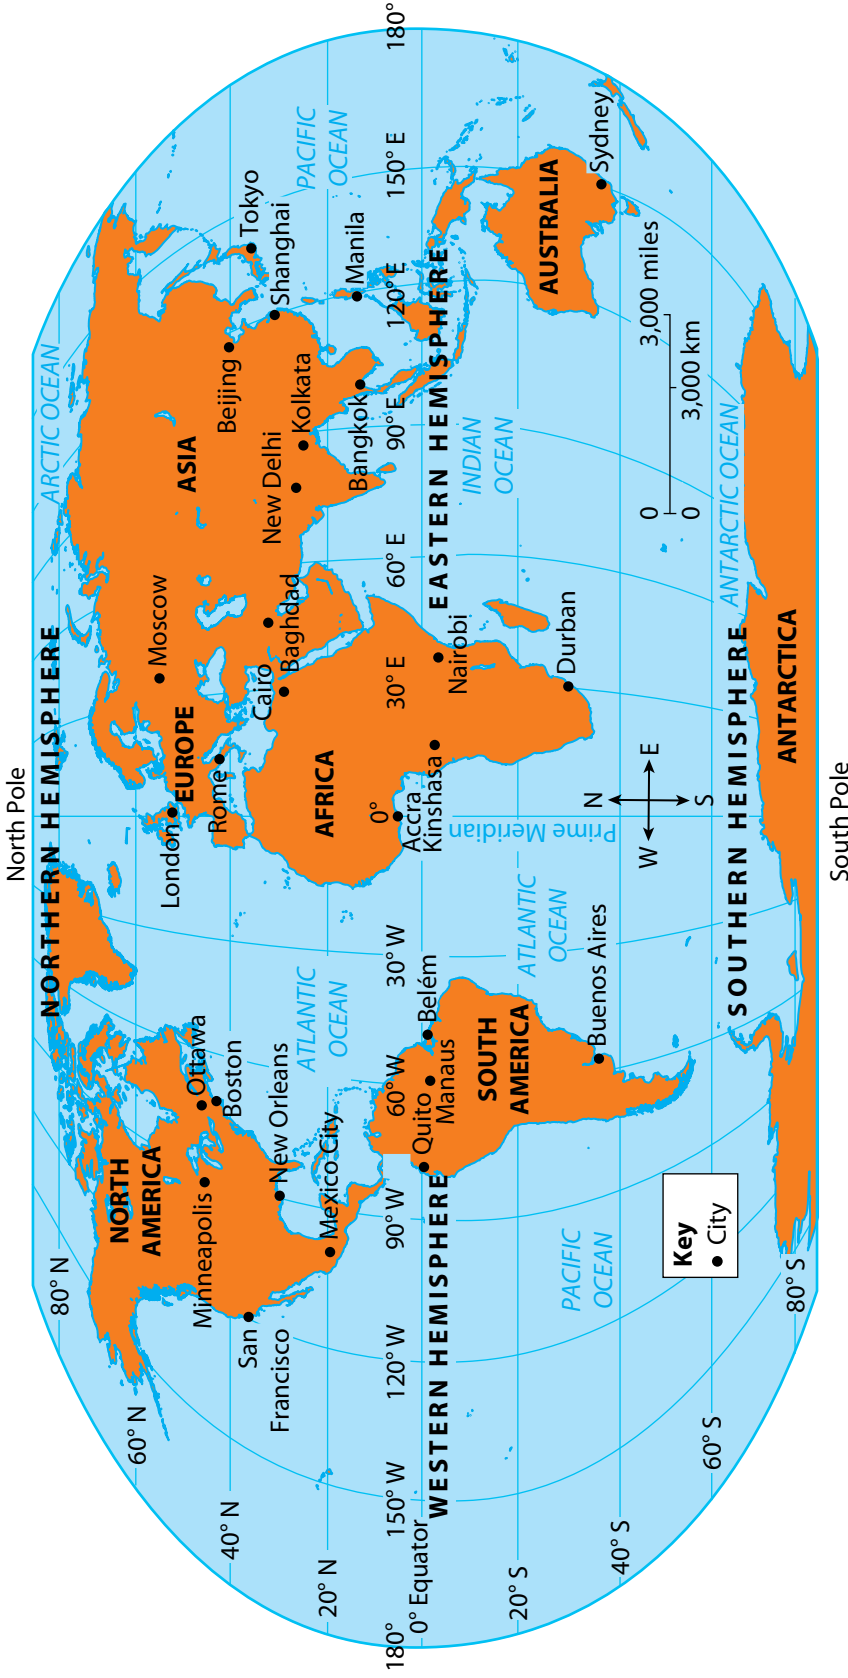 North Pole
NORTHERN HEMISPHERE
80° N
ARCTIC OCEAN
60° N
NORTH
AMERICA
EUROPE
ASIA
Moscow
London
Ottawa
Minneapolis
Boston
Rome
Beijing
Tokyo
40° N
San
Francisco
New Orleans
Cairo
Baghdad
New Delhi
Kolkata
Shanghai
PACIFIC
OCEAN
ATLANTIC
OCEAN
20° N
Mexico City
AFRICA
Bangkok
Manila
180°
150° W
120° W
90° W
60° W
30° W
0°
30° E
60° E
90° E
120° E
150° E
180°
0° Equator
Quito
Belém
Manaus
Accra
Kinshasa
Nairobi
WESTERN HEMISPHERE
EASTERN HEMISPHERE
Prime Meridian
SOUTH
AMERICA
ATLANTIC
OCEAN
INDIAN
OCEAN
AUSTRALIA
20° S
PACIFIC
OCEAN
Buenos Aires
Durban
Sydney
40° S
N
W
E
S
0
3,000 miles
0
3,000 km
Key
City
60° S
SOUTHERN HEMISPHERE
ANTARCTIC OCEAN
80° S
ANTARCTICA
South Pole